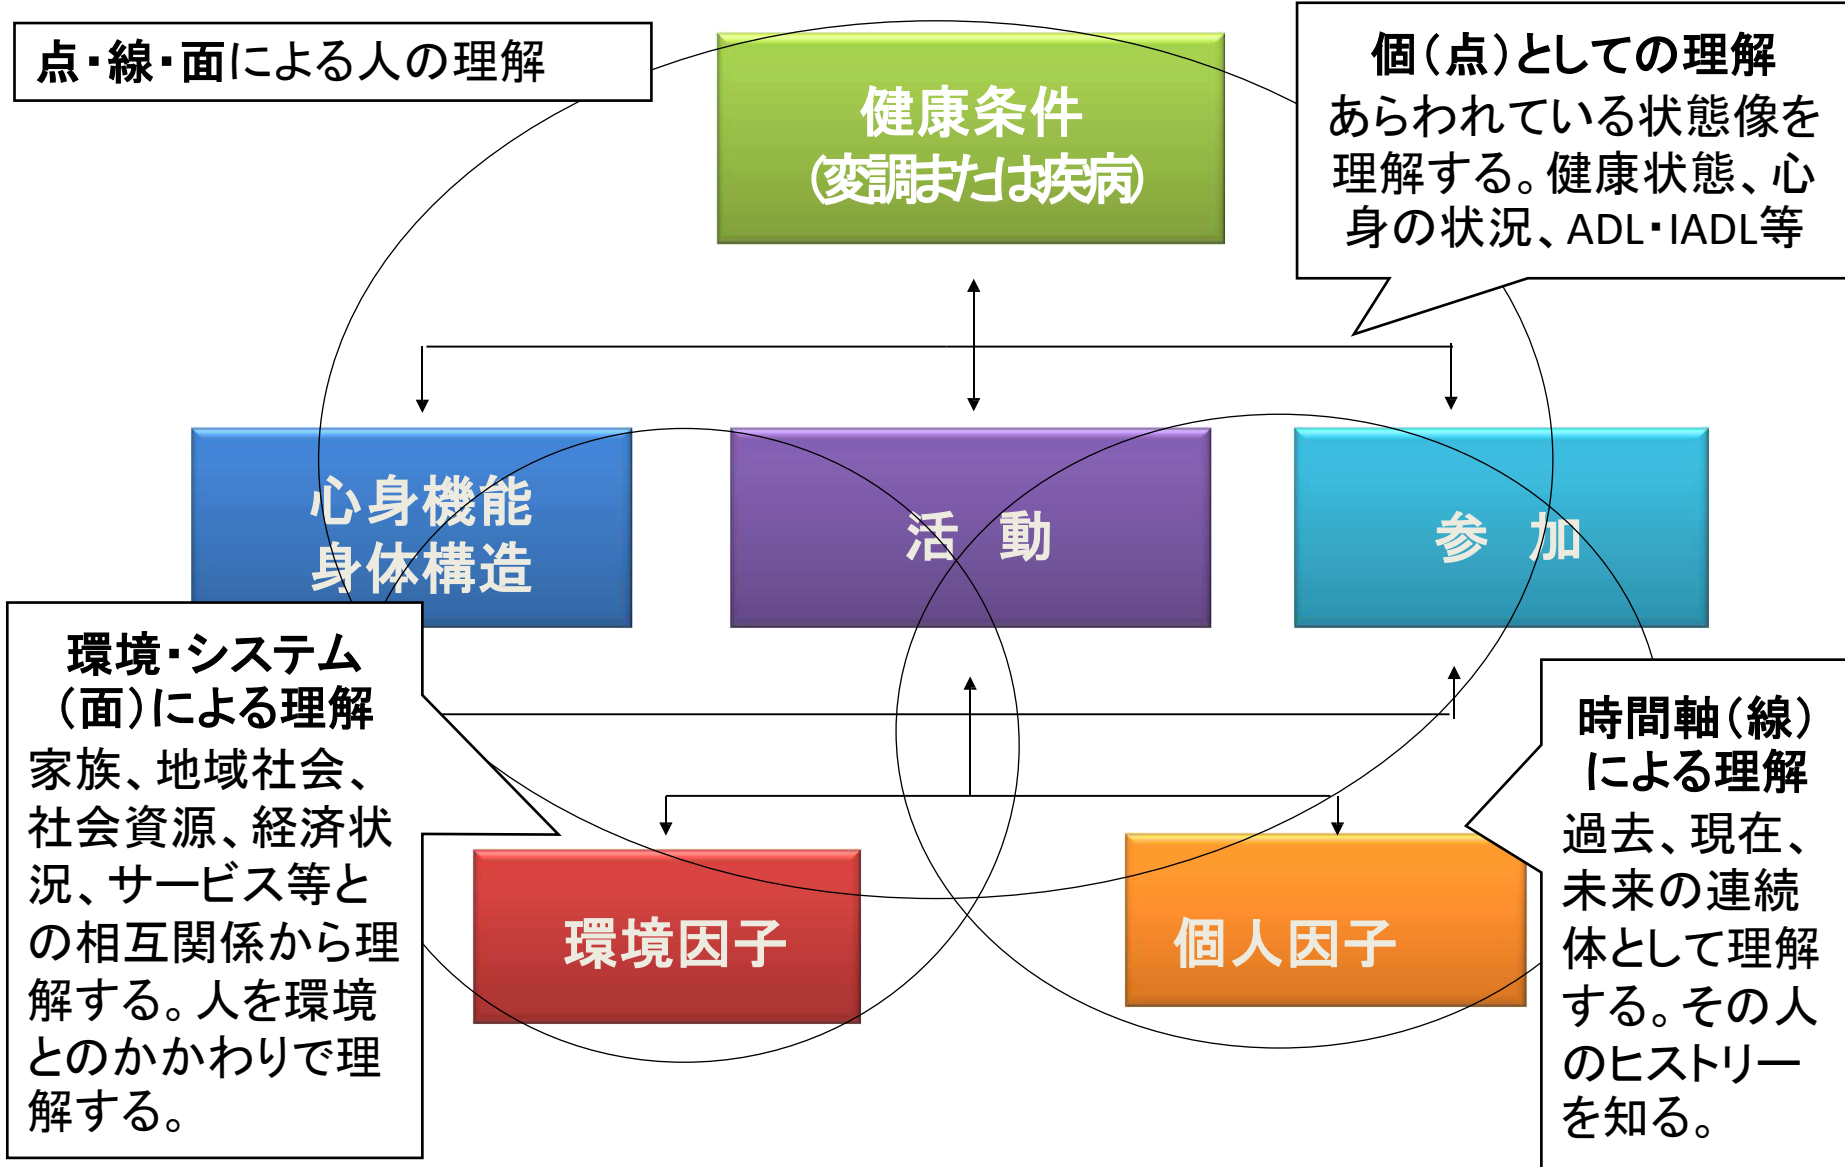 点・線・面による人の理解
健康条件
(変調または疾病)
個(点)としての理解
あらわれている状態像を
理解する。健康状態、心
身の状況、ADL・IADL等
心身機能
身体構造
活 動
参 加
環境・システム
(面)による理解
家族、地域社会、
社会資源、経済状
況、サービス等と
の相互関係から理
解する。人を環境
とのかかわりで理
解する。
環境因子
個人因子
時間軸(線)
による理解
過去、現在、
未来の連続
体として理解
する。その人
のヒストリー
を知る。